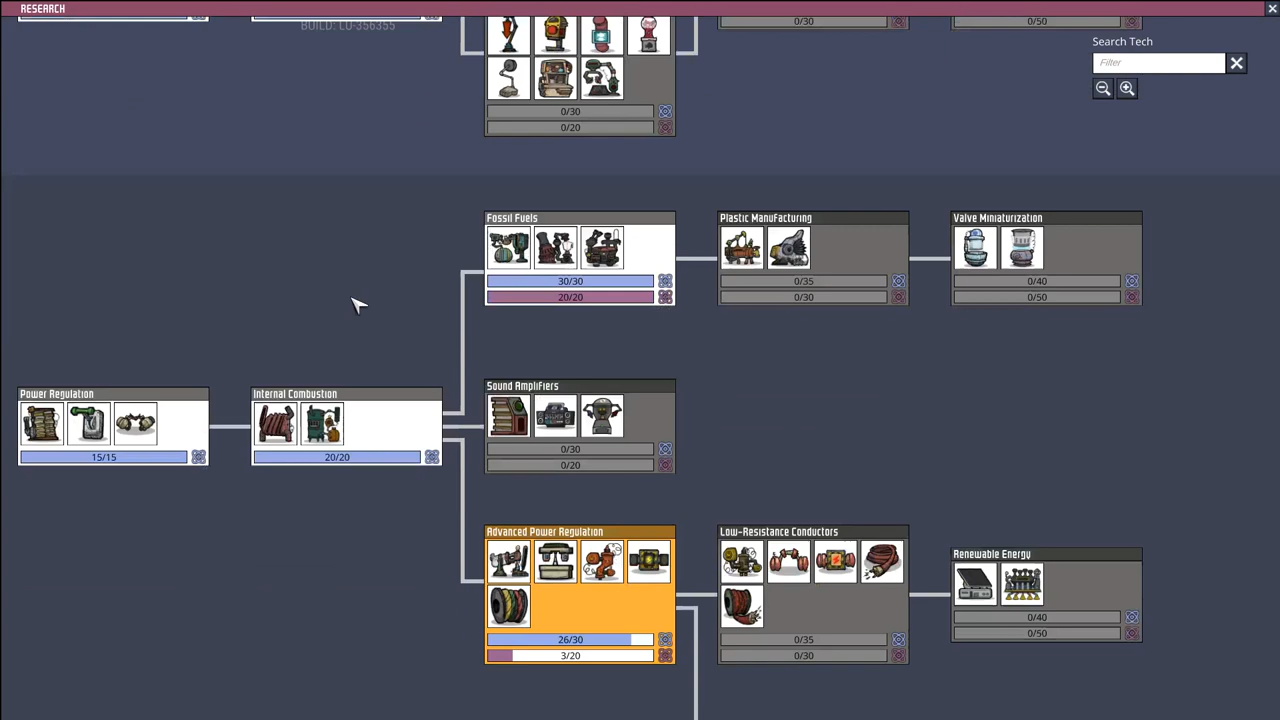 RESEARCH
BUILD: LU-356355
0/30
0/50
Search Tech
Filter
0/30
0/20
Fossil Fuels
30/30
20/20
Plastic Manufacturing
0/35
0/30
Valve Miniaturization
0/40
0/50
Sound Amplifiers
0/30
0/20
Power Regulation
15/15
Internal Combustion
20/20
Advanced Power Regulation
26/30
3/20
Low-Resistance Conductors
0/35
0/30
Renewable Energy
0/40
0/50